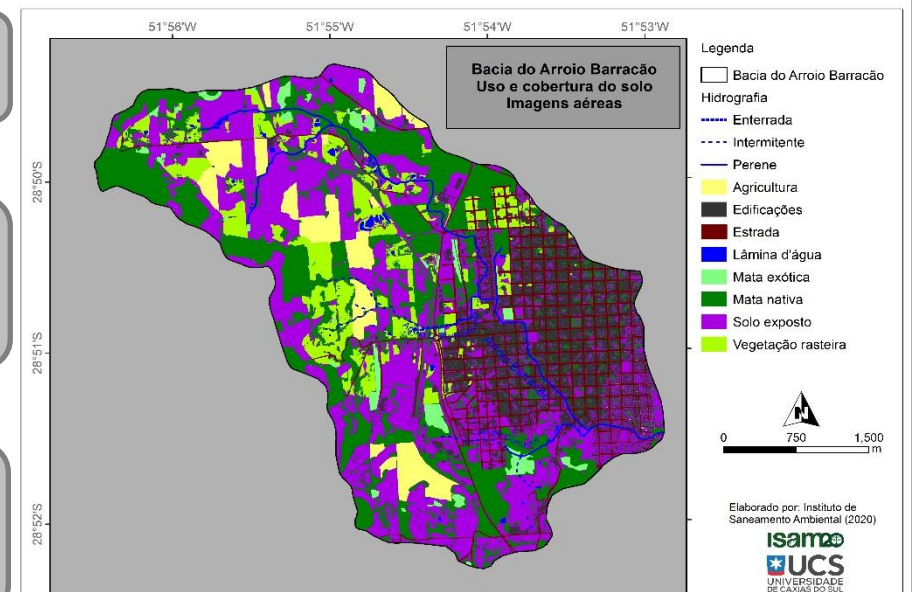 51°56'W
51°55'W
51°54'W
51°53'W
28°50'S
28°51'S
28°52'S
Bacia do Arroio Barracão
Uso e cobertura do solo
Imagens aéreas
Legenda
Bacia do Arroio Barracão
Hidrografia
Enterrada
Intermitente
Perene
Agricultura
Edificações
Estrada
Lâmina d'água
Mata exótica
Mata nativa
Solo exposto
Vegetação rasteira
N
0 750 1,500
m
Elaborado por: Instituto de
Saneamento Ambiental (2020)
isam20
UCS
UNIVERSIDADE
DE CAXIAS DO SUL